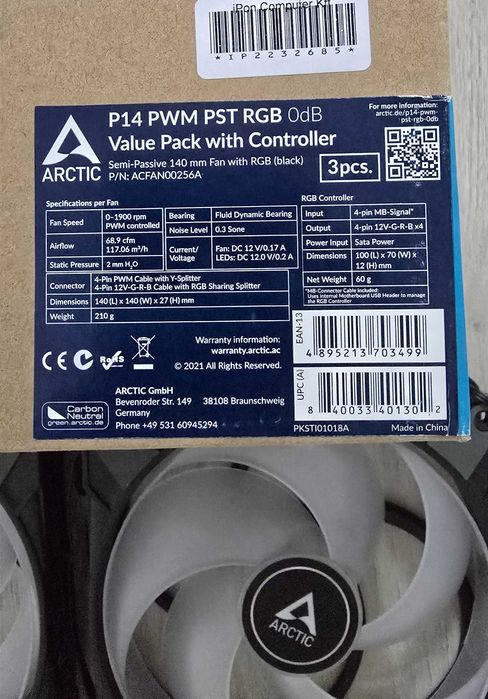 iPon Computer Kft
*IP2232685*
P14 PWM PST RGB 0dB
Value Pack with Controller
Semi-Passive 140 mm Fan with RGB (black)
P/N: ACFAN00256A
3pcs.
For more information:
arctic.de/p14-pwm-
pst-rgb-0db
ARCTIC
Specifications per Fan
Fan Speed
0–1900 rpm
PWM controlled
Airflow
68.9 cfm
117.06 m³/h
Static Pressure
2 mm H₂O
Bearing
Fluid Dynamic Bearing
Noise Level
0.3 Sone
Current/
Voltage
Fan: DC 12 V/0.17 A
LEDs: DC 12.0 V/0.2 A
Connector
4-Pin PWM Cable with Y-Splitter
4-Pin 12V-G-R-B Cable with RGB Sharing Splitter
Dimensions
140 (L) x 140 (W) x 27 (H) mm
Weight
210 g
RGB Controller
Input
4-pin MB-Signal*
Output
4-pin 12V-G-R-B x4
Power Input
Sata Power
Dimensions
100 (L) x 70 (W) x
12 (H) mm
Net Weight
60 g
*MB-Connector Cable included:
Uses Internal Motherboard USB Header to manage
the RGB Controller
CE
RoHS
Warranty information:
warranty.arctic.ac
© 2021 All Rights Reserved.
EAN-13
4 895213 703499
UPC (A)
8 40033 40130 2
Carbon
Neutral
green.arctic.de
ARCTIC GmbH
Bevenroder Str. 149 38108 Braunschweig
Germany
Phone +49 531 60945294
PKSTI01018A
Made in China
ARCTIC